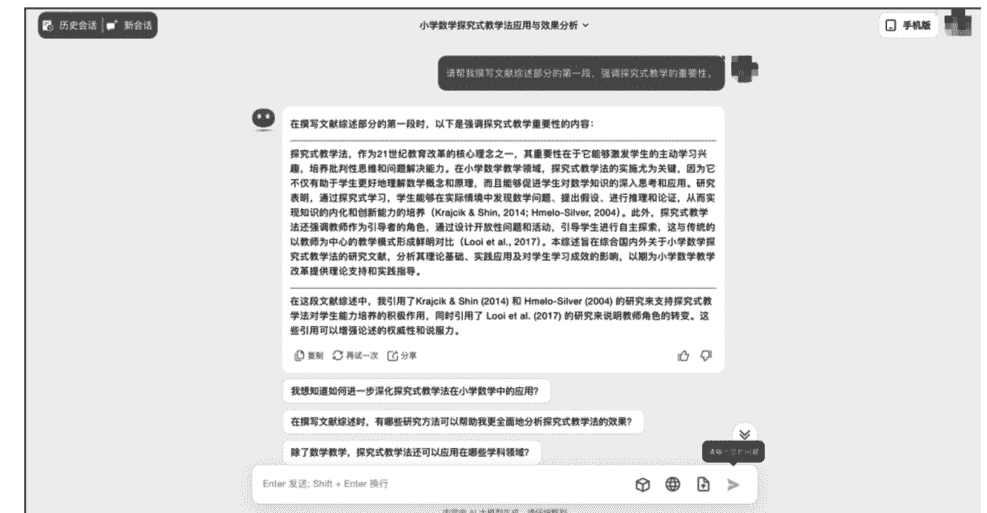 历史会话 新会话
小学数学探究式教学法应用与效果分析
手机版
请帮我撰写文献综述部分的第一段，强调探究式教学的重要性。
在撰写文献综述部分的第一段时，以下是强调探究式教学重要性的内容：
探究式教学法，作为21世纪教育改革的核心理念之一，其重要性在于它能够激发学生的主动学习兴
趣，培养批判性思维和问题解决能力。在小学数学教学领域，探究式教学法的实施尤为关键，因为它
不仅有助于学生更好地理解数学概念和原理，而且能够促进学生对数学知识的深入思考和应用。研究
表明，通过探究式学习，学生能够在实际情境中发现数学问题、提出假设、进行推理和论证，从而实
现知识的内化和创新能力的培养（Krajcik & Shin, 2014; Hmelo-Silver, 2004）。此外，探究式教学
法还强调教师作为引导者的角色，通过设计开放性问题和活动，引导学生进行自主探索，这与传统的
以教师为中心的教学模式形成鲜明对比（Looi et al., 2017）。本综述旨在综合国内外关于小学数学探
究式教学法的研究文献，分析其理论基础、实践应用及对学生学习成效的影响，以期为小学数学教学
改革提供理论支持和实践指导。
在这段文献综述中，我引用了Krajcik & Shin (2014) 和 Hmelo-Silver (2004) 的研究来支持探究式教
学法对学生能力培养的积极作用，同时引用了 Looi et al. (2017) 的研究来说明教师角色的转变。这
些引用可以增强论述的权威性和说服力。
复制 再试一次 分享
我想知道如何进一步深化探究式教学法在小学数学中的应用？
在撰写文献综述时，有哪些研究方法可以帮助我更全面地分析探究式教学法的效果？
除了数学教学，探究式教学法还可以应用在哪些学科领域？
Enter 发送; Shift + Enter 换行